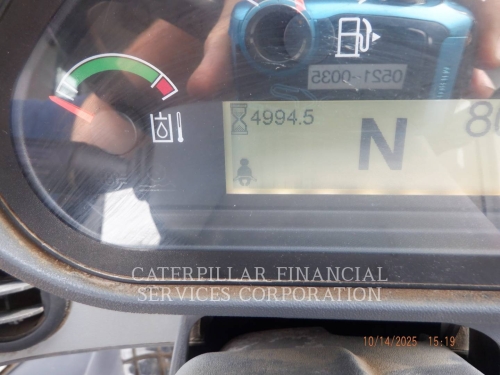 0521-0035
4994.5
N
CATERPILLAR FINANCIAL
SERVICES CORPORATION
10/14/2025 15:19